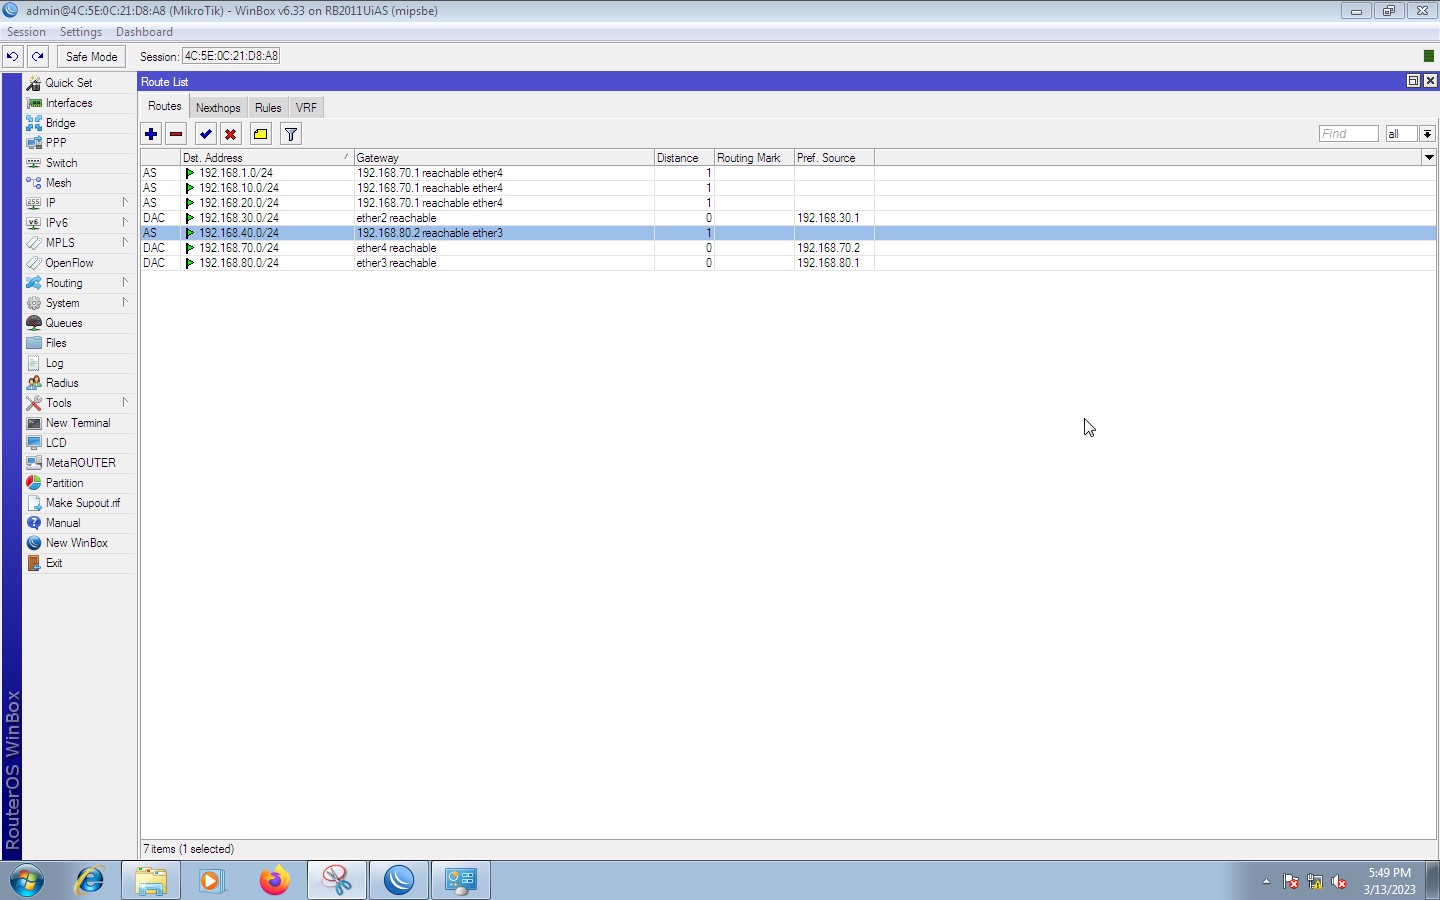 admin@4C:5E:0C:21:D8:A8 (MikroTik) - WinBox v6.33 on RB2011UiAS (mipsbe)
Session Settings Dashboard
Safe Mode Session: 4C:5E:0C:21:D8:A8
Route List
Routes Nexthops Rules VRF
Find all
Dst. Address / Gateway Distance Routing Mark Pref. Source
AS 192.168.1.0/24 192.168.70.1 reachable ether4 1
AS 192.168.10.0/24 192.168.70.1 reachable ether4 1
AS 192.168.20.0/24 192.168.70.1 reachable ether4 1
DAC 192.168.30.0/24 ether2 reachable 0 192.168.30.1
AS 192.168.40.0/24 192.168.80.2 reachable ether3 1
DAC 192.168.70.0/24 ether4 reachable 0 192.168.70.2
DAC 192.168.80.0/24 ether3 reachable 0 192.168.80.1
Quick Set
Interfaces
Bridge
PPP
Switch
Mesh
255 IP
v6 IPv6
MPLS
OpenFlow
Routing
System
Queues
Files
Log
Radius
Tools
New Terminal
LCD
MetaROUTER
Partition
Make Supout.rif
Manual
New WinBox
Exit
RouterOS WinBox
7 items (1 selected)
5:49 PM
3/13/2023